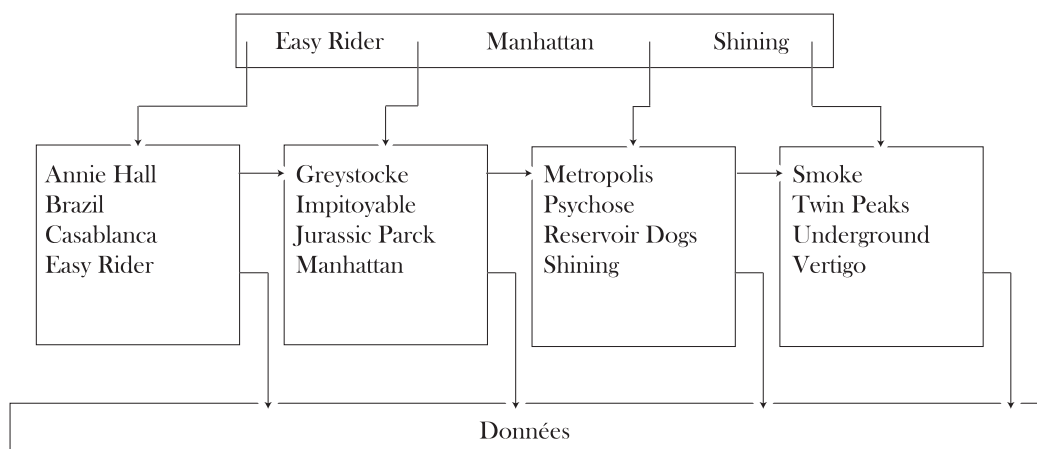 Easy Rider Manhattan Shining
Annie Hall
Brazil
Casablanca
Easy Rider
Greystocke
Impitoyable
Jurassic Parck
Manhattan
Metropolis
Psychose
Reservoir Dogs
Shining
Smoke
Twin Peaks
Underground
Vertigo
Données